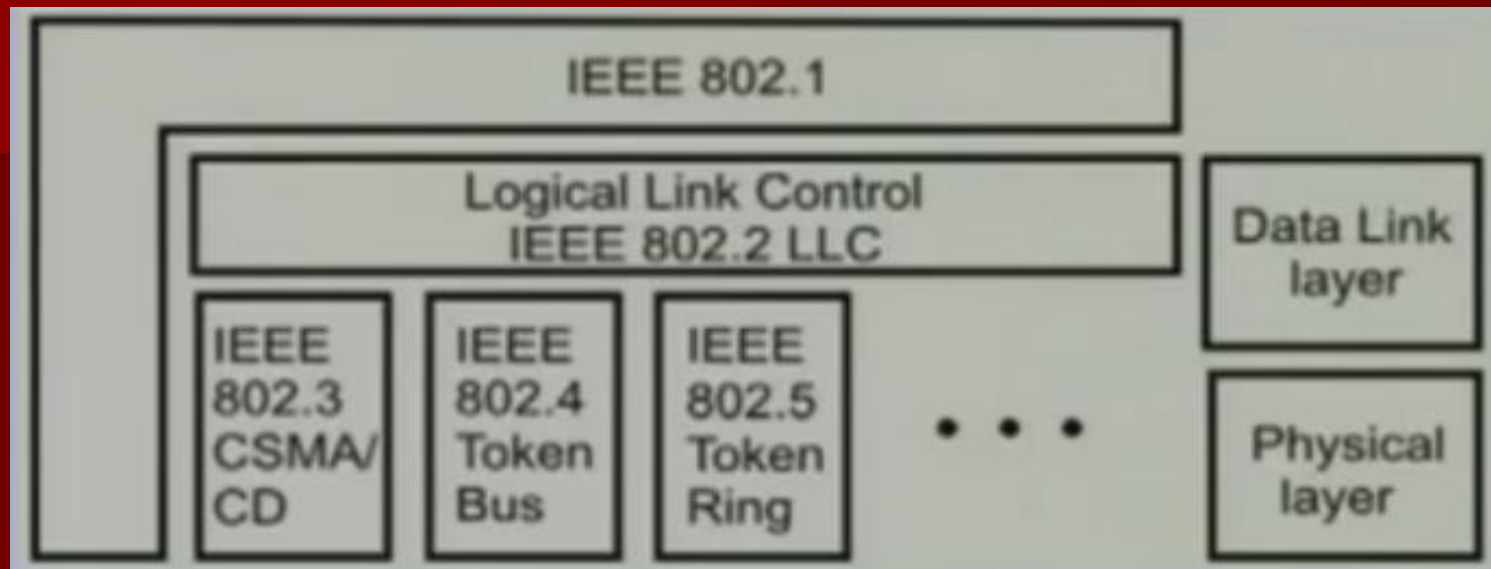 IEEE 802.1
Logical Link Control
IEEE 802.2 LLC
Data Link
layer
IEEE
802.3
CSMA/
CD
IEEE
802.4
Token
Bus
IEEE
802.5
Token
Ring
• • •
Physical
layer